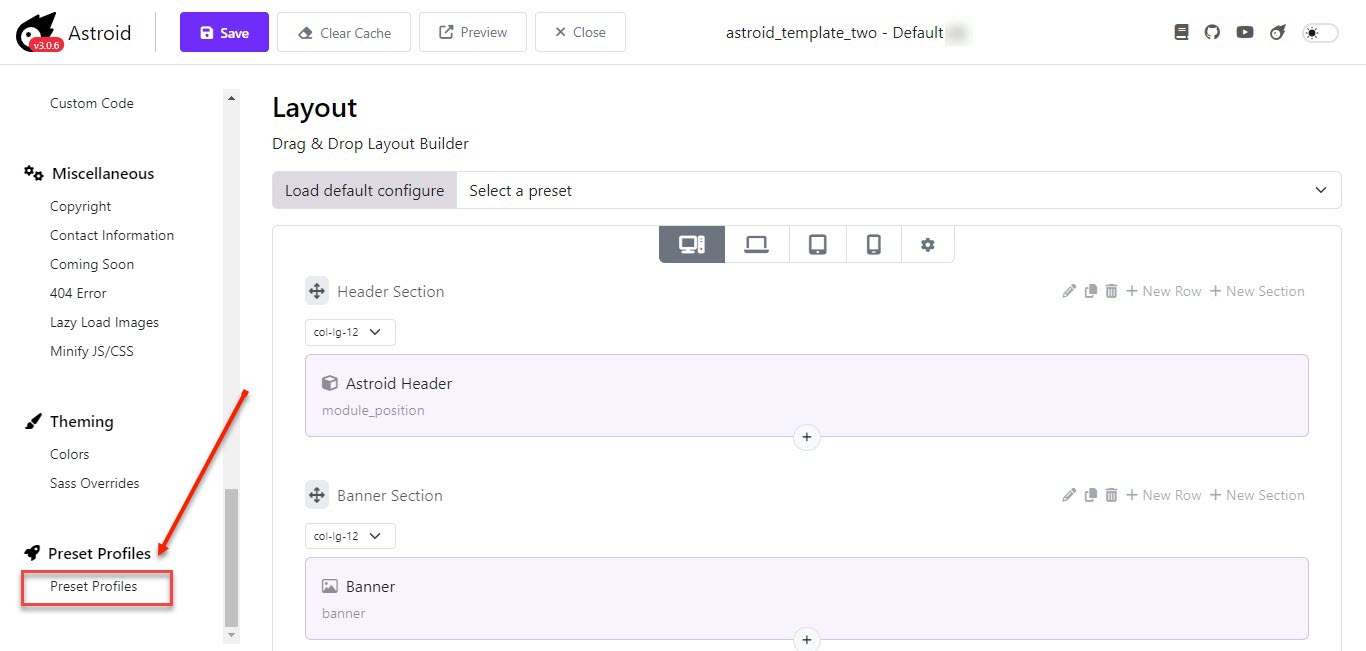 v3.0.6 Astroid Save Clear Cache Preview Close astroid_template_two - Default
Custom Code
Miscellaneous
Copyright
Contact Information
Coming Soon
404 Error
Lazy Load Images
Minify JS/CSS
Theming
Colors
Sass Overrides
Preset Profiles
Preset Profiles
Layout
Drag & Drop Layout Builder
Load default configure Select a preset
Header Section + New Row + New Section
col-lg-12
Astroid Header
module_position
+
Banner Section + New Row + New Section
col-lg-12
Banner
banner
+